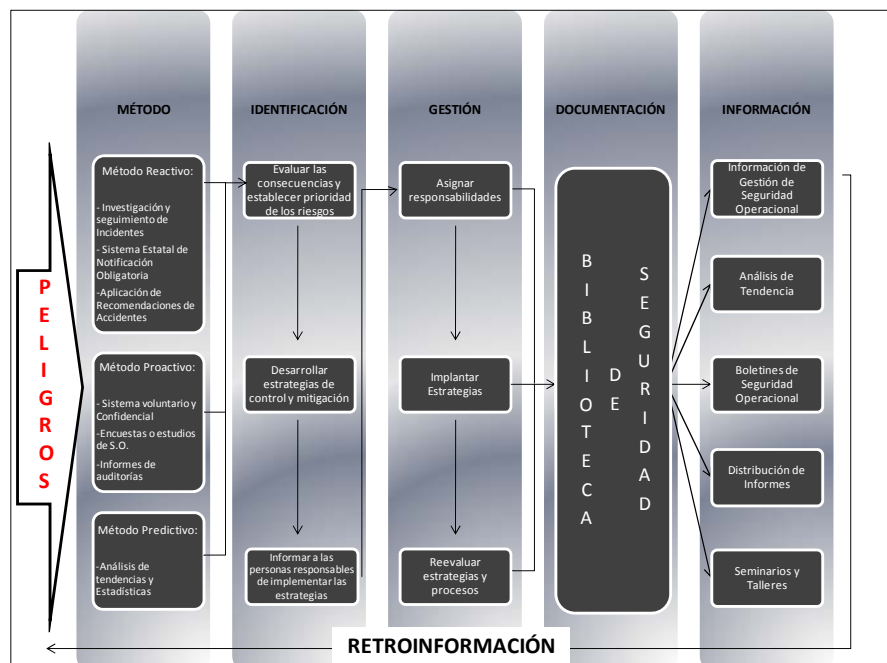 MÉTODO
IDENTIFICACIÓN
GESTIÓN
DOCUMENTACIÓN
INFORMACIÓN
PELIGROS
Método Reactivo:
- Investigación y
seguimiento de
Incidentes
- Sistema Estatal de
Notificación
Obligatoria
-Aplicación de
Recomendaciones de
Accidentes
Método Proactivo:
- Sistema voluntario y
Confidencial
-Encuestas o estudios
de S.O.
-Informes de
auditorías
Método Predictivo:
-Análisis de
tendencias y
Estadísticas
Evaluar las
consecuencias y
establecer prioridad
de los riesgos
Desarrollar
estrategias de
control y mitigación
Informar a las
personas responsables
de implementar las
estrategias
Asignar
responsabilidades
Implantar
Estrategias
Reevaluar
estrategias y
procesos
BIBLIOTECA
DE
SEGURIDAD
Información de
Gestión de
Seguridad
Operacional
Análisis de
Tendencia
Boletines de
Seguridad
Operacional
Distribución de
Informes
Seminarios y
Talleres
RETROINFORMACIÓN